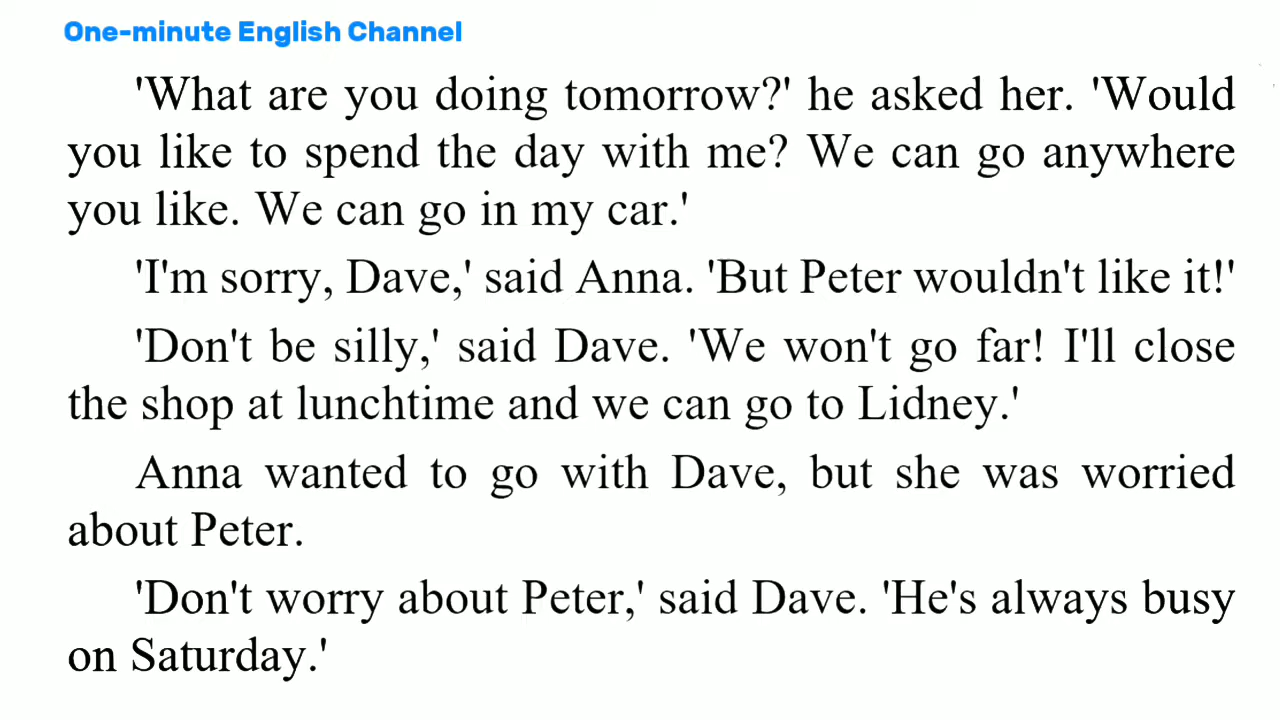 One-minute English Channel
'What are you doing tomorrow?' he asked her. 'Would
you like to spend the day with me? We can go anywhere
you like. We can go in my car.'
'I'm sorry, Dave,' said Anna. 'But Peter wouldn't like it!'
'Don't be silly,' said Dave. 'We won't go far! I'll close
the shop at lunchtime and we can go to Lidney.'
Anna wanted to go with Dave, but she was worried
about Peter.
'Don't worry about Peter,' said Dave. 'He's always busy
on Saturday.'